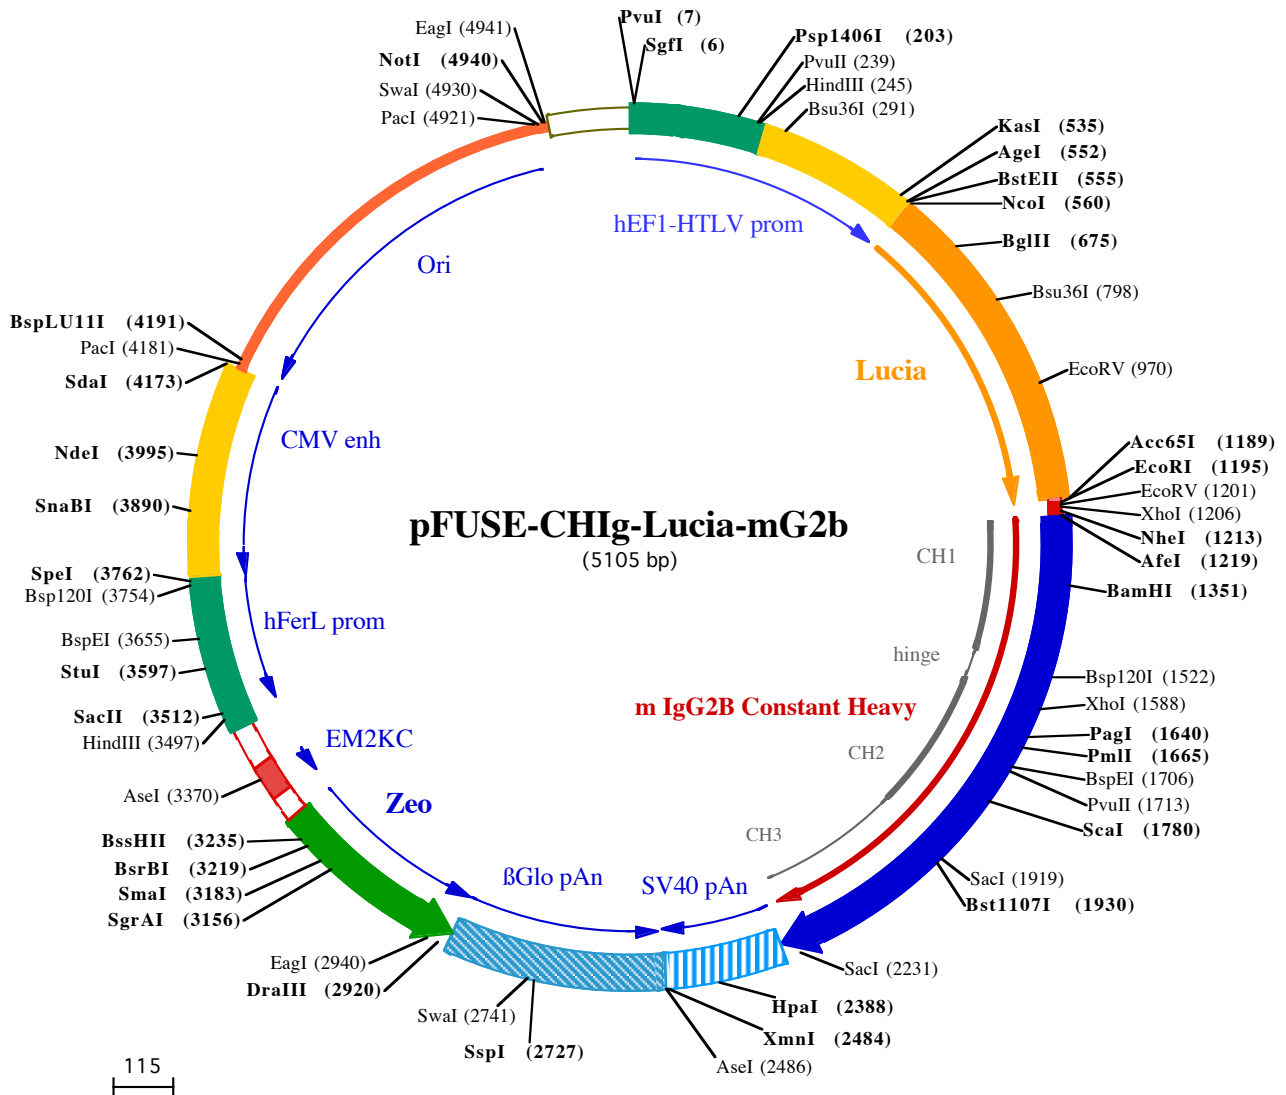 PvuI (7)
SgfI (6)
Psp1406I (203)
PvuII (239)
HindIII (245)
Bsu36I (291)
KasI (535)
AgeI (552)
BstEII (555)
NcoI (560)
BglII (675)
Bsu36I (798)
EcoRV (970)
Acc65I (1189)
EcoRI (1195)
EcoRV (1201)
XhoI (1206)
NheI (1213)
AfeI (1219)
BamHI (1351)
Bsp120I (1522)
XhoI (1588)
PagI (1640)
PmlI (1665)
BspEI (1706)
PvuII (1713)
ScaI (1780)
SacI (1919)
Bst1107I (1930)
SacI (2231)
HpaI (2388)
XmnI (2484)
AseI (2486)
SspI (2727)
SwaI (2741)
DraIII (2920)
EagI (2940)
SgrAI (3156)
SmaI (3183)
BsrBI (3219)
BssHII (3235)
AseI (3370)
HindIII (3497)
SacII (3512)
StuI (3597)
BspEI (3655)
Bsp120I (3754)
SpeI (3762)
SnaBI (3890)
NdeI (3995)
SdaI (4173)
PacI (4181)
BspLU11I (4191)
PacI (4921)
SwaI (4930)
NotI (4940)
EagI (4941)
hEF1-HTLV prom
Lucia
CH1
hinge
m IgG2B Constant Heavy
CH2
CH3
SV40 pAn
ßGlo pAn
Zeo
EM2KC
hFerL prom
CMV enh
Ori
pFUSE-CHIg-Lucia-mG2b
(5105 bp)
115